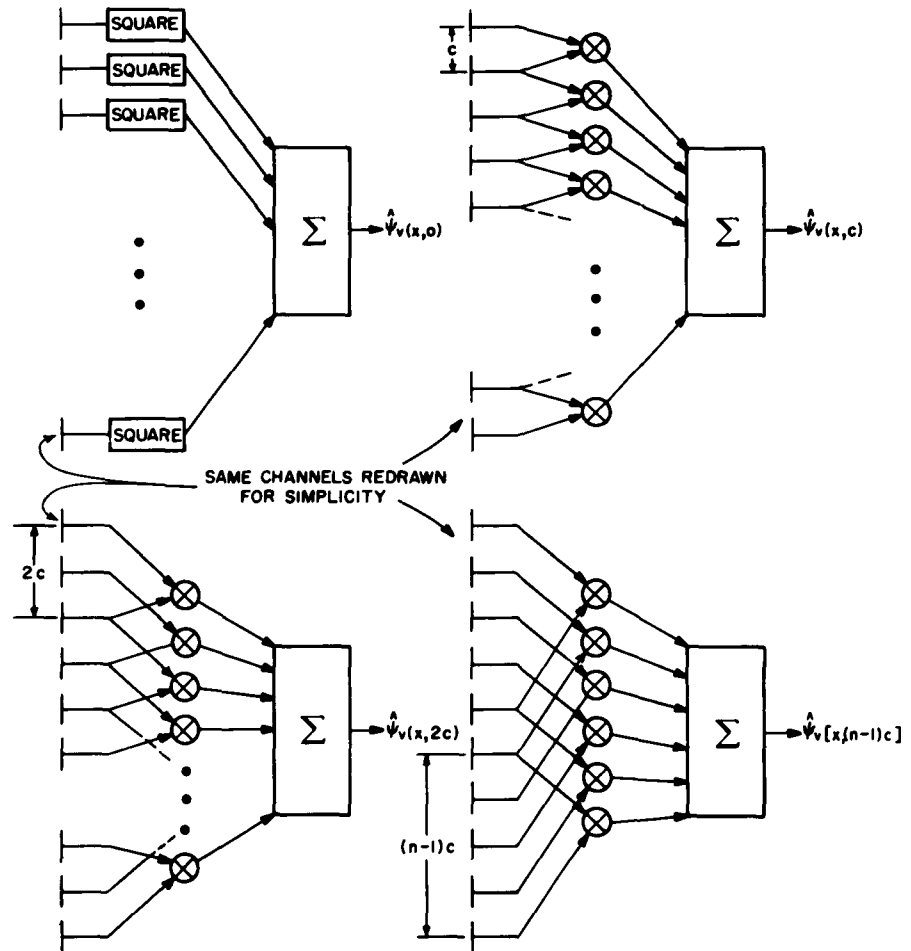 SQUARE
SQUARE
SQUARE
Σ
ψ̂v(x,o)
SQUARE
c
Σ
ψ̂v(x,c)
SAME CHANNELS REDRAWN
FOR SIMPLICITY
2c
Σ
ψ̂v(x,2c)
(n-1)c
Σ
ψ̂v[x,(n-1)c]